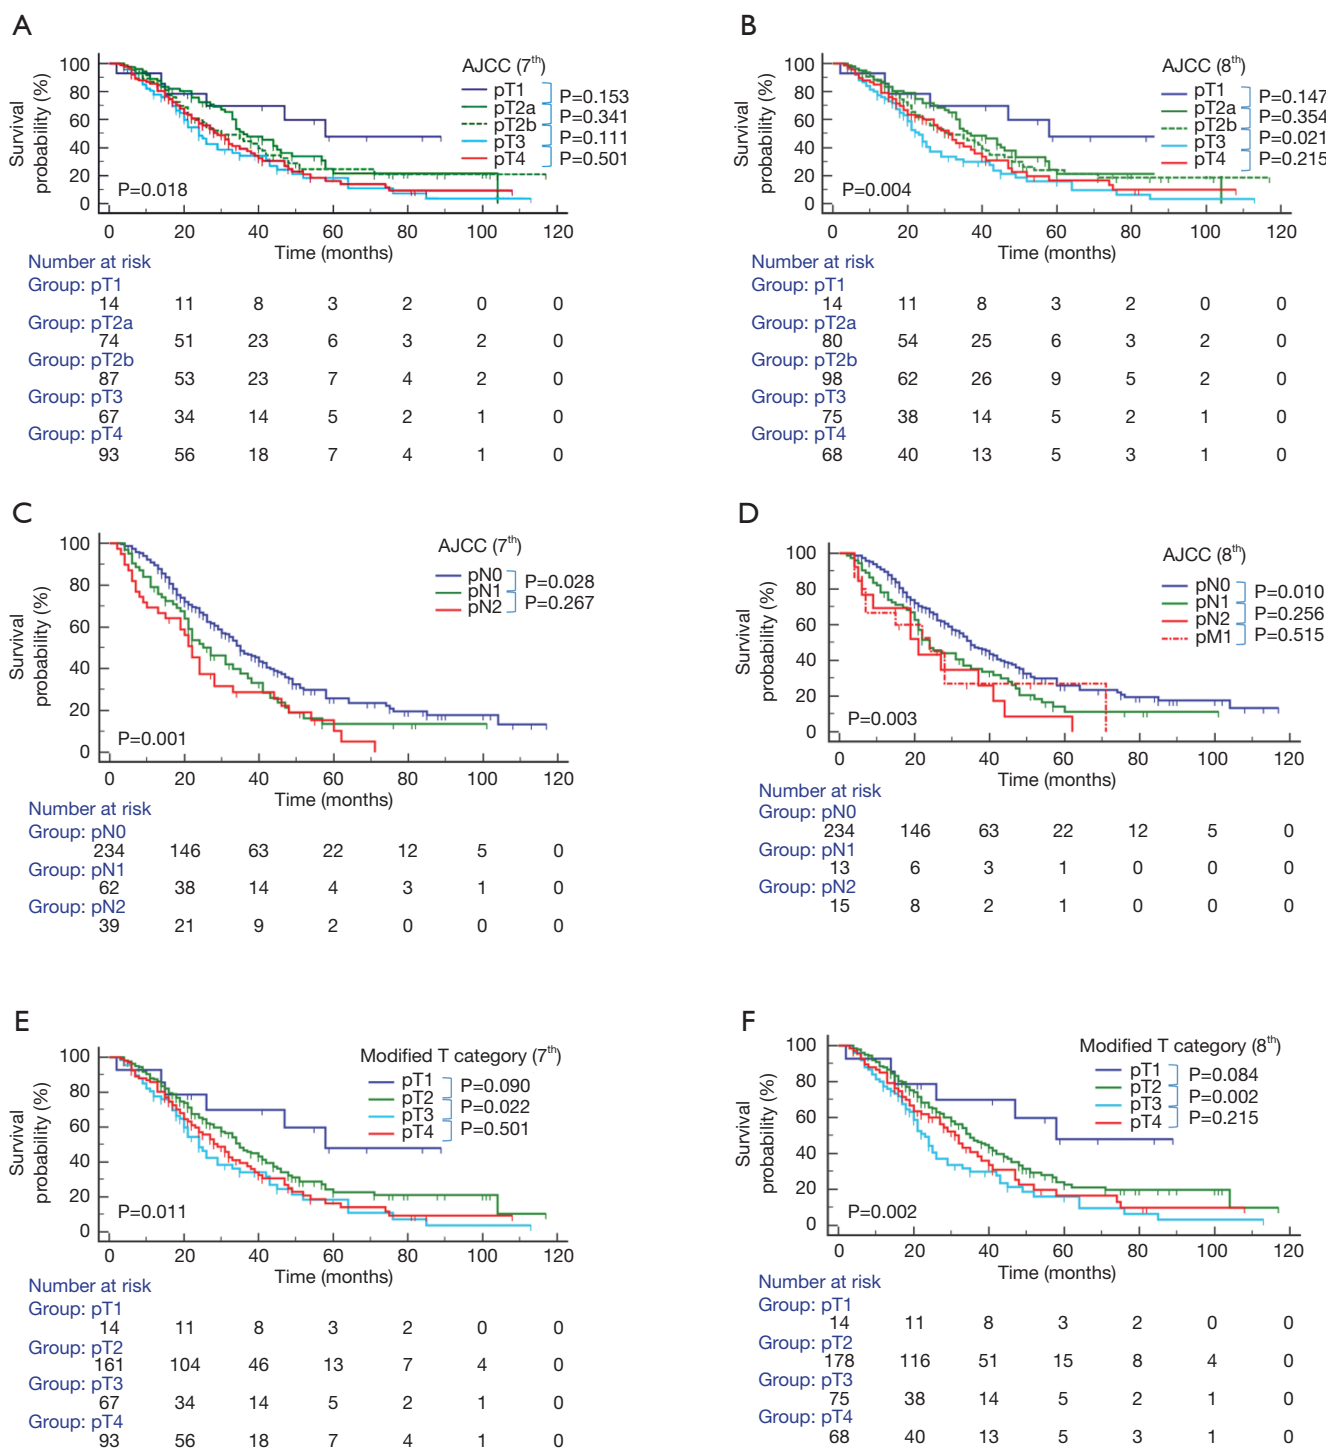 A
Survival probability (%)
100
80
60
40
20
0
AJCC (7th)
pT1
pT2a
pT2b
pT3
pT4
P=0.153
P=0.341
P=0.111
P=0.501
P=0.018
0 20 40 60 80 100 120
Time (months)
Number at risk
Group: pT1
14 11 8 3 2 0 0
Group: pT2a
74 51 23 6 3 2 0
Group: pT2b
87 53 23 7 4 2 0
Group: pT3
67 34 14 5 2 1 0
Group: pT4
93 56 18 7 4 1 0
B
Survival probability (%)
100
80
60
40
20
0
AJCC (8th)
pT1
pT2a
pT2b
pT3
pT4
P=0.147
P=0.354
P=0.021
P=0.215
P=0.004
0 20 40 60 80 100 120
Time (months)
Number at risk
Group: pT1
14 11 8 3 2 0 0
Group: pT2a
80 54 25 6 3 2 0
Group: pT2b
98 62 26 9 5 2 0
Group: pT3
75 38 14 5 2 1 0
Group: pT4
68 40 13 5 3 1 0
C
Survival probability (%)
100
80
60
40
20
0
AJCC (7th)
pN0
pN1
pN2
P=0.028
P=0.267
P=0.001
0 20 40 60 80 100 120
Time (months)
Number at risk
Group: pN0
234 146 63 22 12 5 0
Group: pN1
62 38 14 4 3 1 0
Group: pN2
39 21 9 2 0 0 0
D
Survival probability (%)
100
80
60
40
20
0
AJCC (8th)
pN0
pN1
pN2
pM1
P=0.010
P=0.256
P=0.515
P=0.003
0 20 40 60 80 100 120
Time (months)
Number at risk
Group: pN0
234 146 63 22 12 5 0
Group: pN1
13 6 3 1 0 0 0
Group: pN2
15 8 2 1 0 0 0
E
Survival probability (%)
100
80
60
40
20
0
Modified T category (7th)
pT1
pT2
pT3
pT4
P=0.090
P=0.022
P=0.501
P=0.011
0 20 40 60 80 100 120
Time (months)
Number at risk
Group: pT1
14 11 8 3 2 0 0
Group: pT2
161 104 46 13 7 4 0
Group: pT3
67 34 14 5 2 1 0
Group: pT4
93 56 18 7 4 1 0
F
Survival probability (%)
100
80
60
40
20
0
Modified T category (8th)
pT1
pT2
pT3
pT4
P=0.084
P=0.002
P=0.215
P=0.002
0 20 40 60 80 100 120
Time (months)
Number at risk
Group: pT1
14 11 8 3 2 0 0
Group: pT2
178 116 51 15 8 4 0
Group: pT3
75 38 14 5 2 1 0
Group: pT4
68 40 13 5 3 1 0